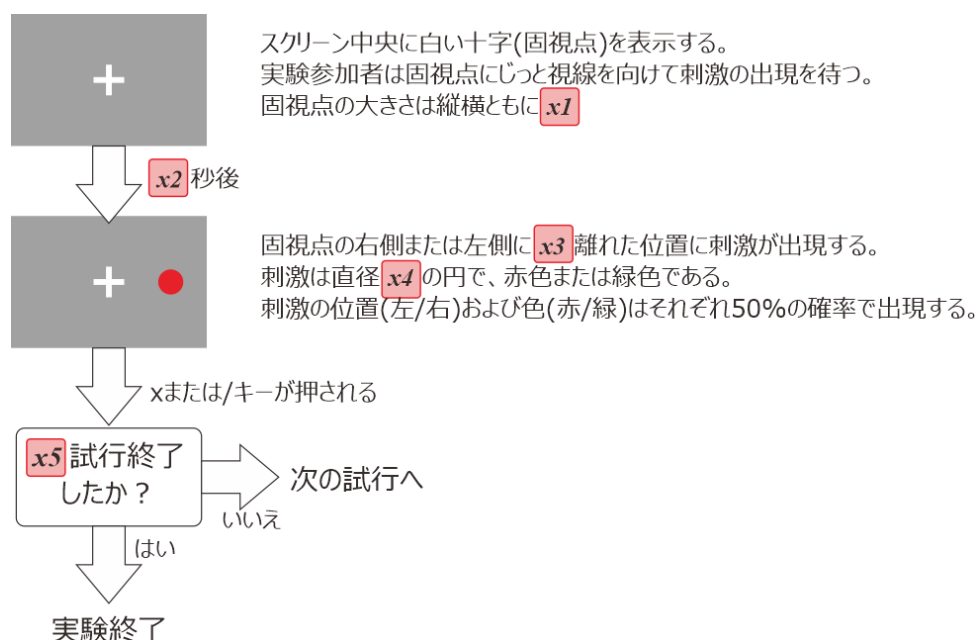 スクリーン中央に白い十字(固視点)を表示する。
実験参加者は固視点にじっと視線を向けて刺激の出現を待つ。
固視点の大きさは縦横ともにx1
x2秒後
固視点の右側または左側にx3離れた位置に刺激が出現する。
刺激は直径x4の円で、赤色または緑色である。
刺激の位置(左/右)および色(赤/緑)はそれぞれ50%の確率で出現する。
xまたは/キーが押される
x5試行終了
したか？
次の試行へ
いいえ
はい
実験終了